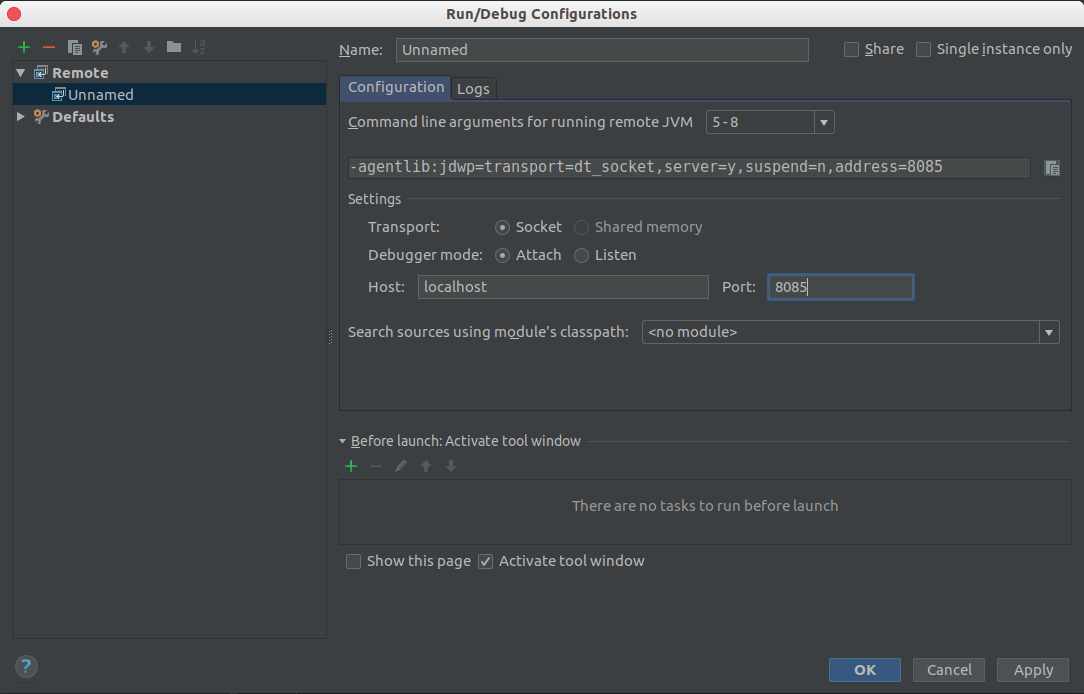 Run/Debug Configurations
Name: Unnamed Share Single instance only
Remote
Unnamed
Defaults
Configuration Logs
Command line arguments for running remote JVM 5 - 8
-agentlib:jdwp=transport=dt_socket,server=y,suspend=n,address=8085
Settings
Transport: Socket Shared memory
Debugger mode: Attach Listen
Host: localhost Port: 8085
Search sources using module's classpath: <no module>
Before launch: Activate tool window
There are no tasks to run before launch
Show this page Activate tool window
? OK Cancel Apply